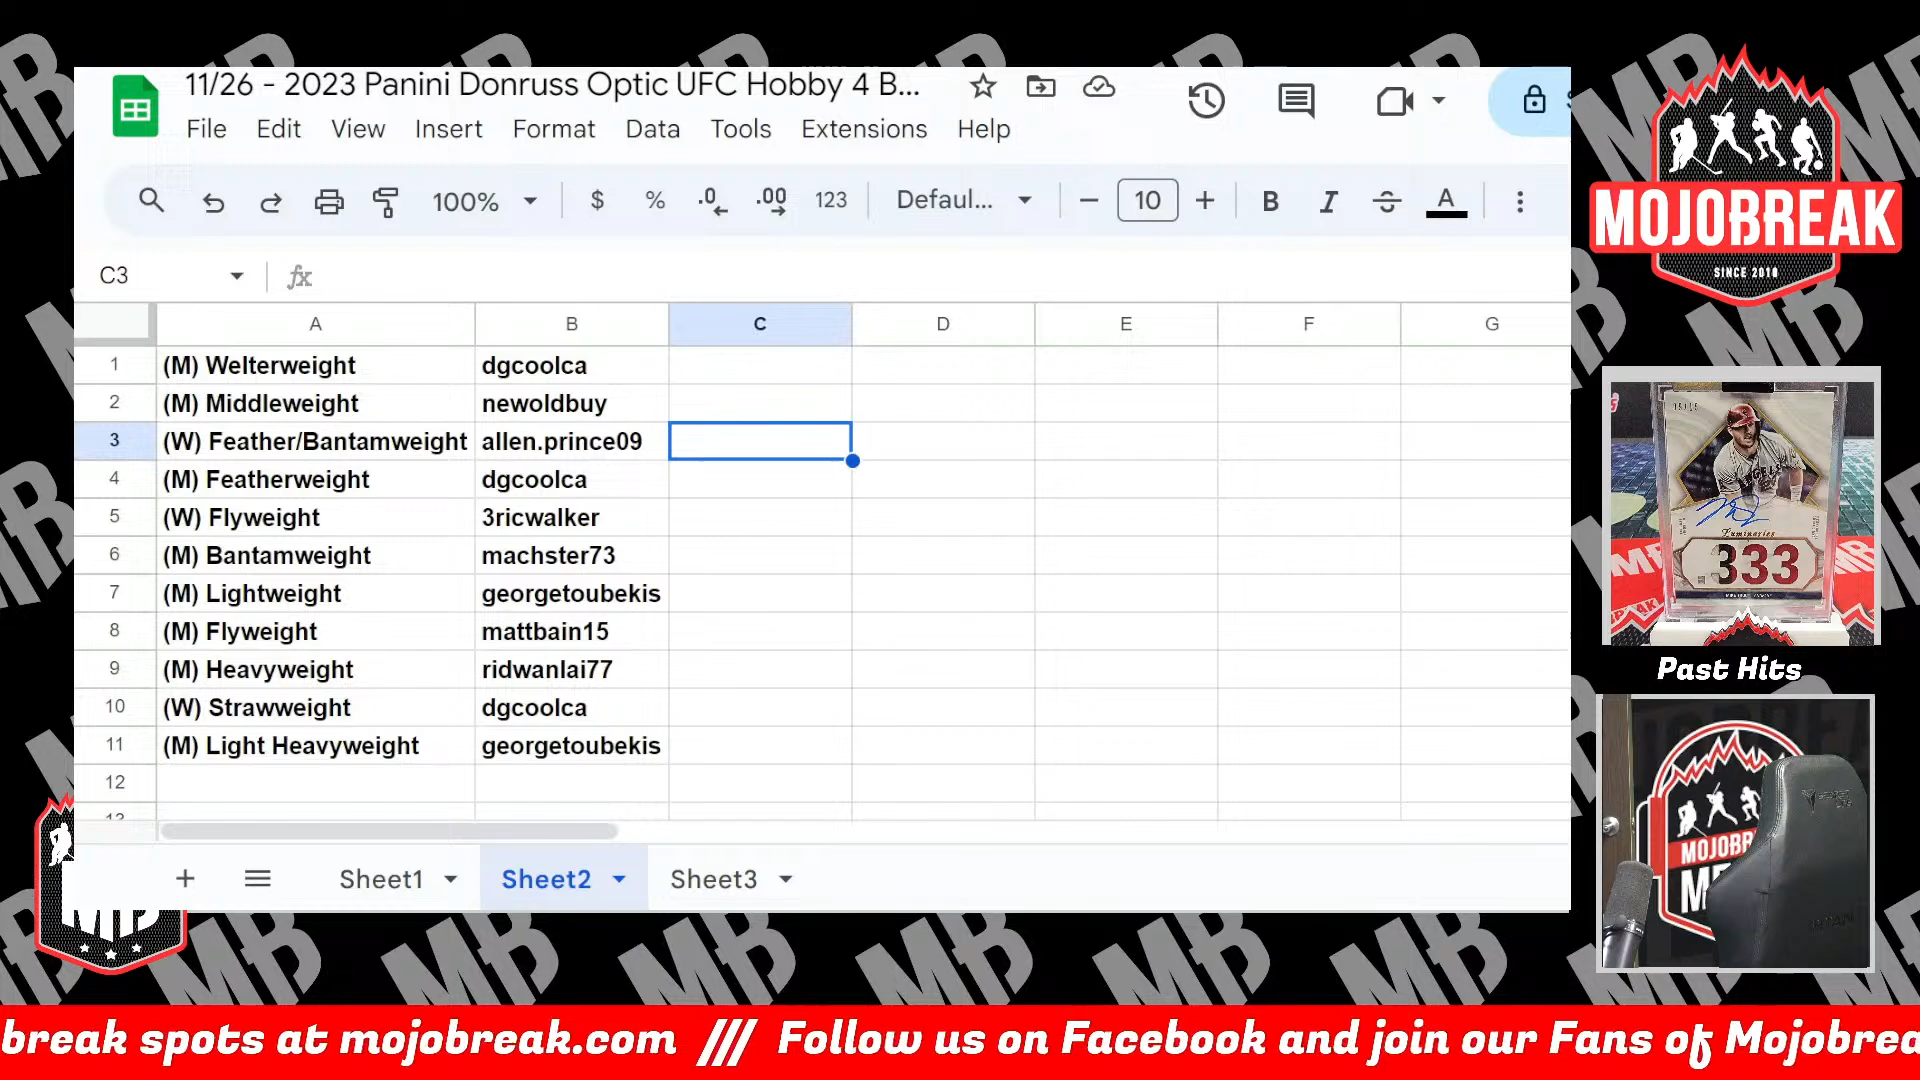 11/26 - 2023 Panini Donruss Optic UFC Hobby 4 B...
File Edit View Insert Format Data Tools Extensions Help
100% $ % .0 .00 123 Defaul... 10 B I S A
C3 fx
A B C D E F G
1 (M) Welterweight dgcoolca
2 (M) Middleweight newoldbuy
3 (W) Feather/Bantamweight allen.prince09
4 (M) Featherweight dgcoolca
5 (W) Flyweight 3ricwalker
6 (M) Bantamweight machster73
7 (M) Lightweight georgetoubekis
8 (M) Flyweight mattbain15
9 (M) Heavyweight ridwanlai77
10 (W) Strawweight dgcoolca
11 (M) Light Heavyweight georgetoubekis
12
Sheet1 Sheet2 Sheet3
MOJOBREAK
SINCE 2010
Luminaries
333
Past Hits
break spots at mojobreak.com /// Follow us on Facebook and join our Fans of Mojobrea